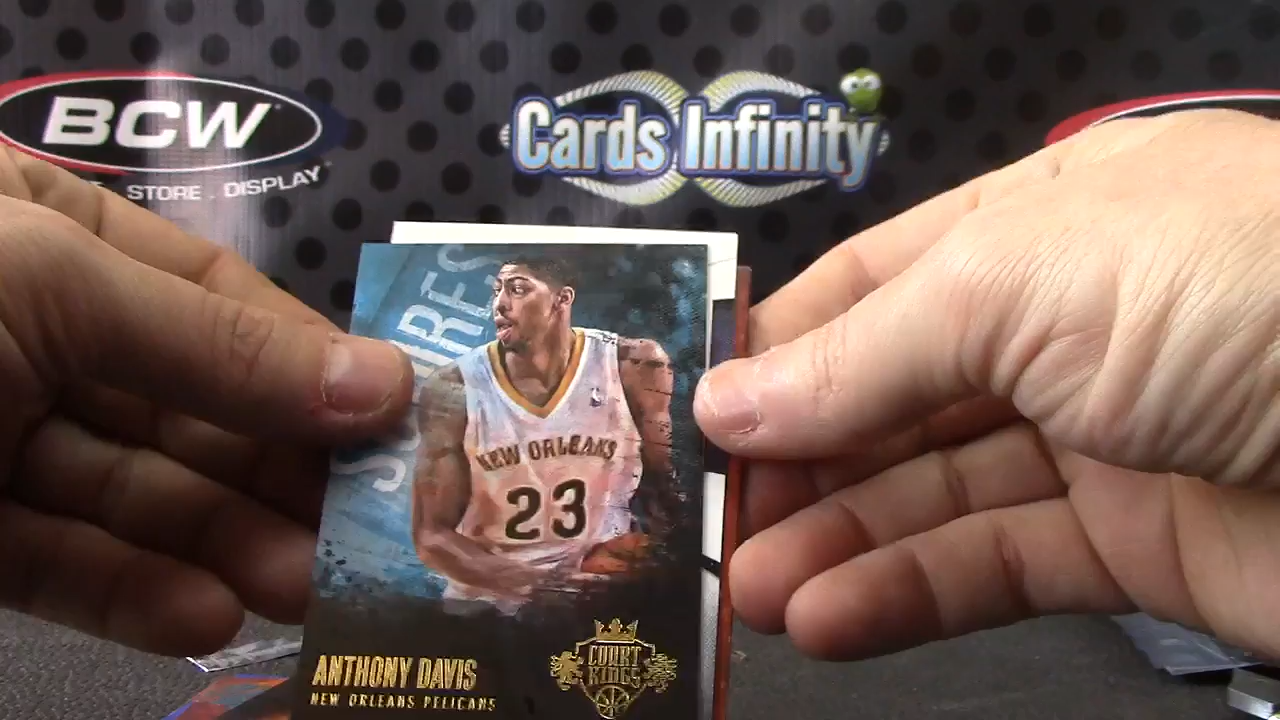 BCW
STORE . DISPLAY
Cards Infinity
NEW ORLEANS
23
ANTHONY DAVIS
NEW ORLEANS PELICANS
COURT
KINGS